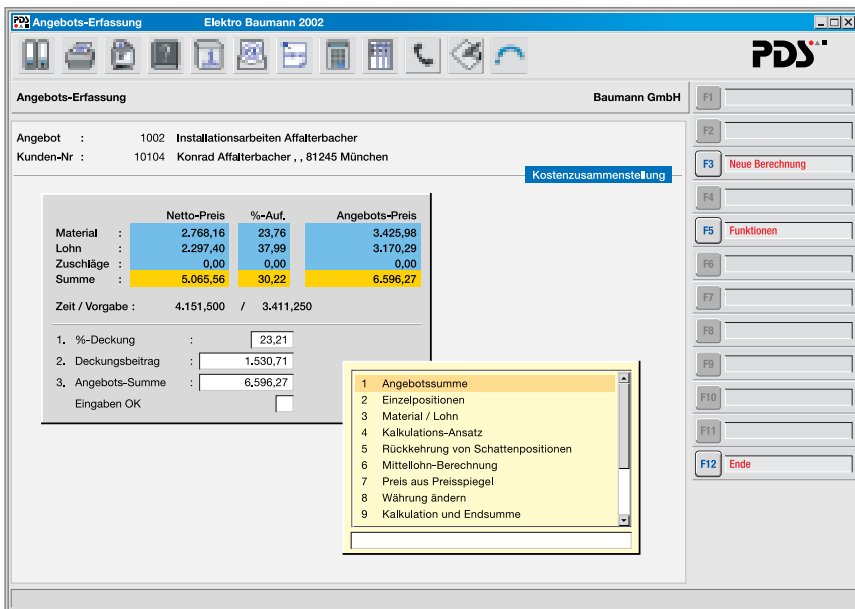 PDS Angebots-Erfassung Elektro Baumann 2002
PDS
Angebots-Erfassung Baumann GmbH
Angebot : 1002 Installationsarbeiten Affalterbacher
Kunden-Nr : 10104 Konrad Affalterbacher , , 81245 München
Kostenzusammenstellung
Netto-Preis %-Auf. Angebots-Preis
Material : 2.768,16 23,76 3.425,98
Lohn : 2.297,40 37,99 3.170,29
Zuschläge : 0,00 0,00 0,00
Summe : 5.065,56 30,22 6.596,27
Zeit / Vorgabe : 4.151,500 / 3.411,250
1. %-Deckung : 23,21
2. Deckungsbeitrag : 1.530,71
3. Angebots-Summe : 6.596,27
Eingaben OK
1 Angebotssumme
2 Einzelpositionen
3 Material / Lohn
4 Kalkulations-Ansatz
5 Rückkehrung von Schattenpositionen
6 Mittellohn-Berechnung
7 Preis aus Preisspiegel
8 Währung ändern
9 Kalkulation und Endsumme
F1
F2
F3 Neue Berechnung
F4
F5 Funktionen
F6
F7
F8
F9
F10
F11
F12 Ende